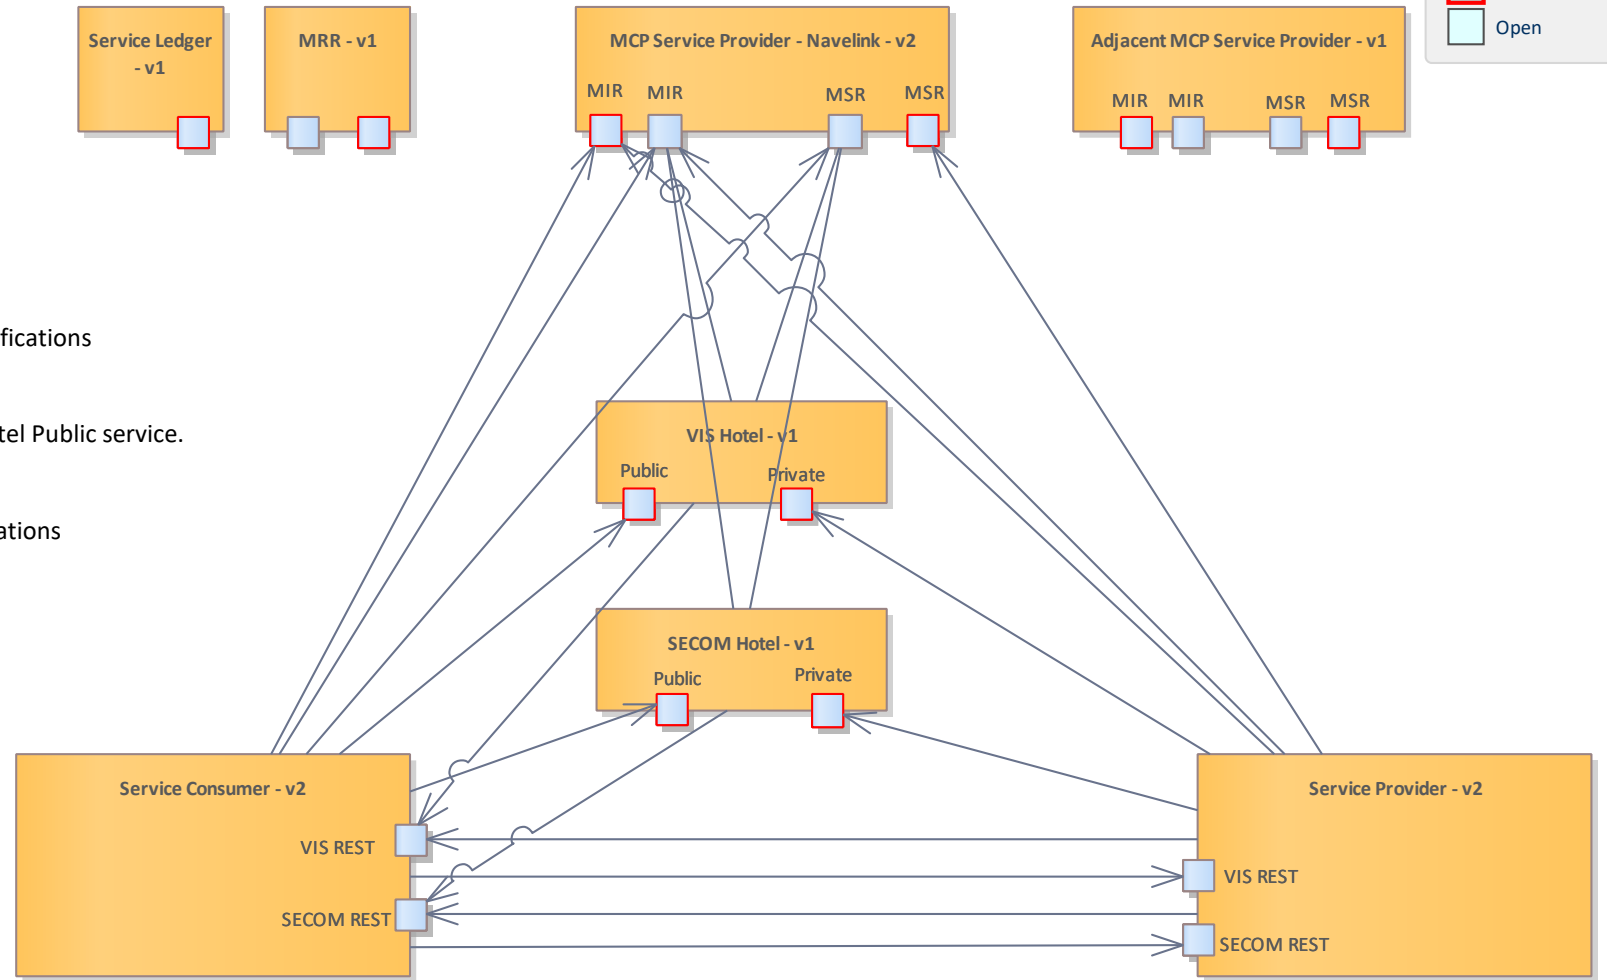 Service Ledger
- v1
MRR - v1
MCP Service Provider - Navelink - v2
MIR
MIR
MSR
MSR
Adjacent MCP Service Provider - v1
MIR
MIR
MSR
MSR
Open
fications
tel Public service.
ations
VIS Hotel - v1
Public
Private
SECOM Hotel - v1
Public
Private
Service Consumer - v2
VIS REST
SECOM REST
Service Provider - v2
VIS REST
SECOM REST